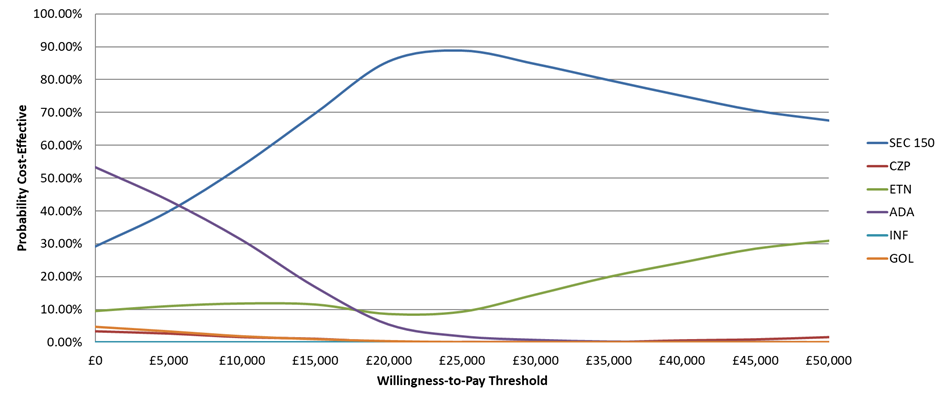 100.00%
90.00%
80.00%
70.00%
60.00%
50.00%
40.00%
30.00%
20.00%
10.00%
0.00%
Probability Cost-Effective
£0 £5,000 £10,000 £15,000 £20,000 £25,000 £30,000 £35,000 £40,000 £45,000 £50,000
Willingness-to-Pay Threshold
SEC 150
CZP
ETN
ADA
INF
GOL